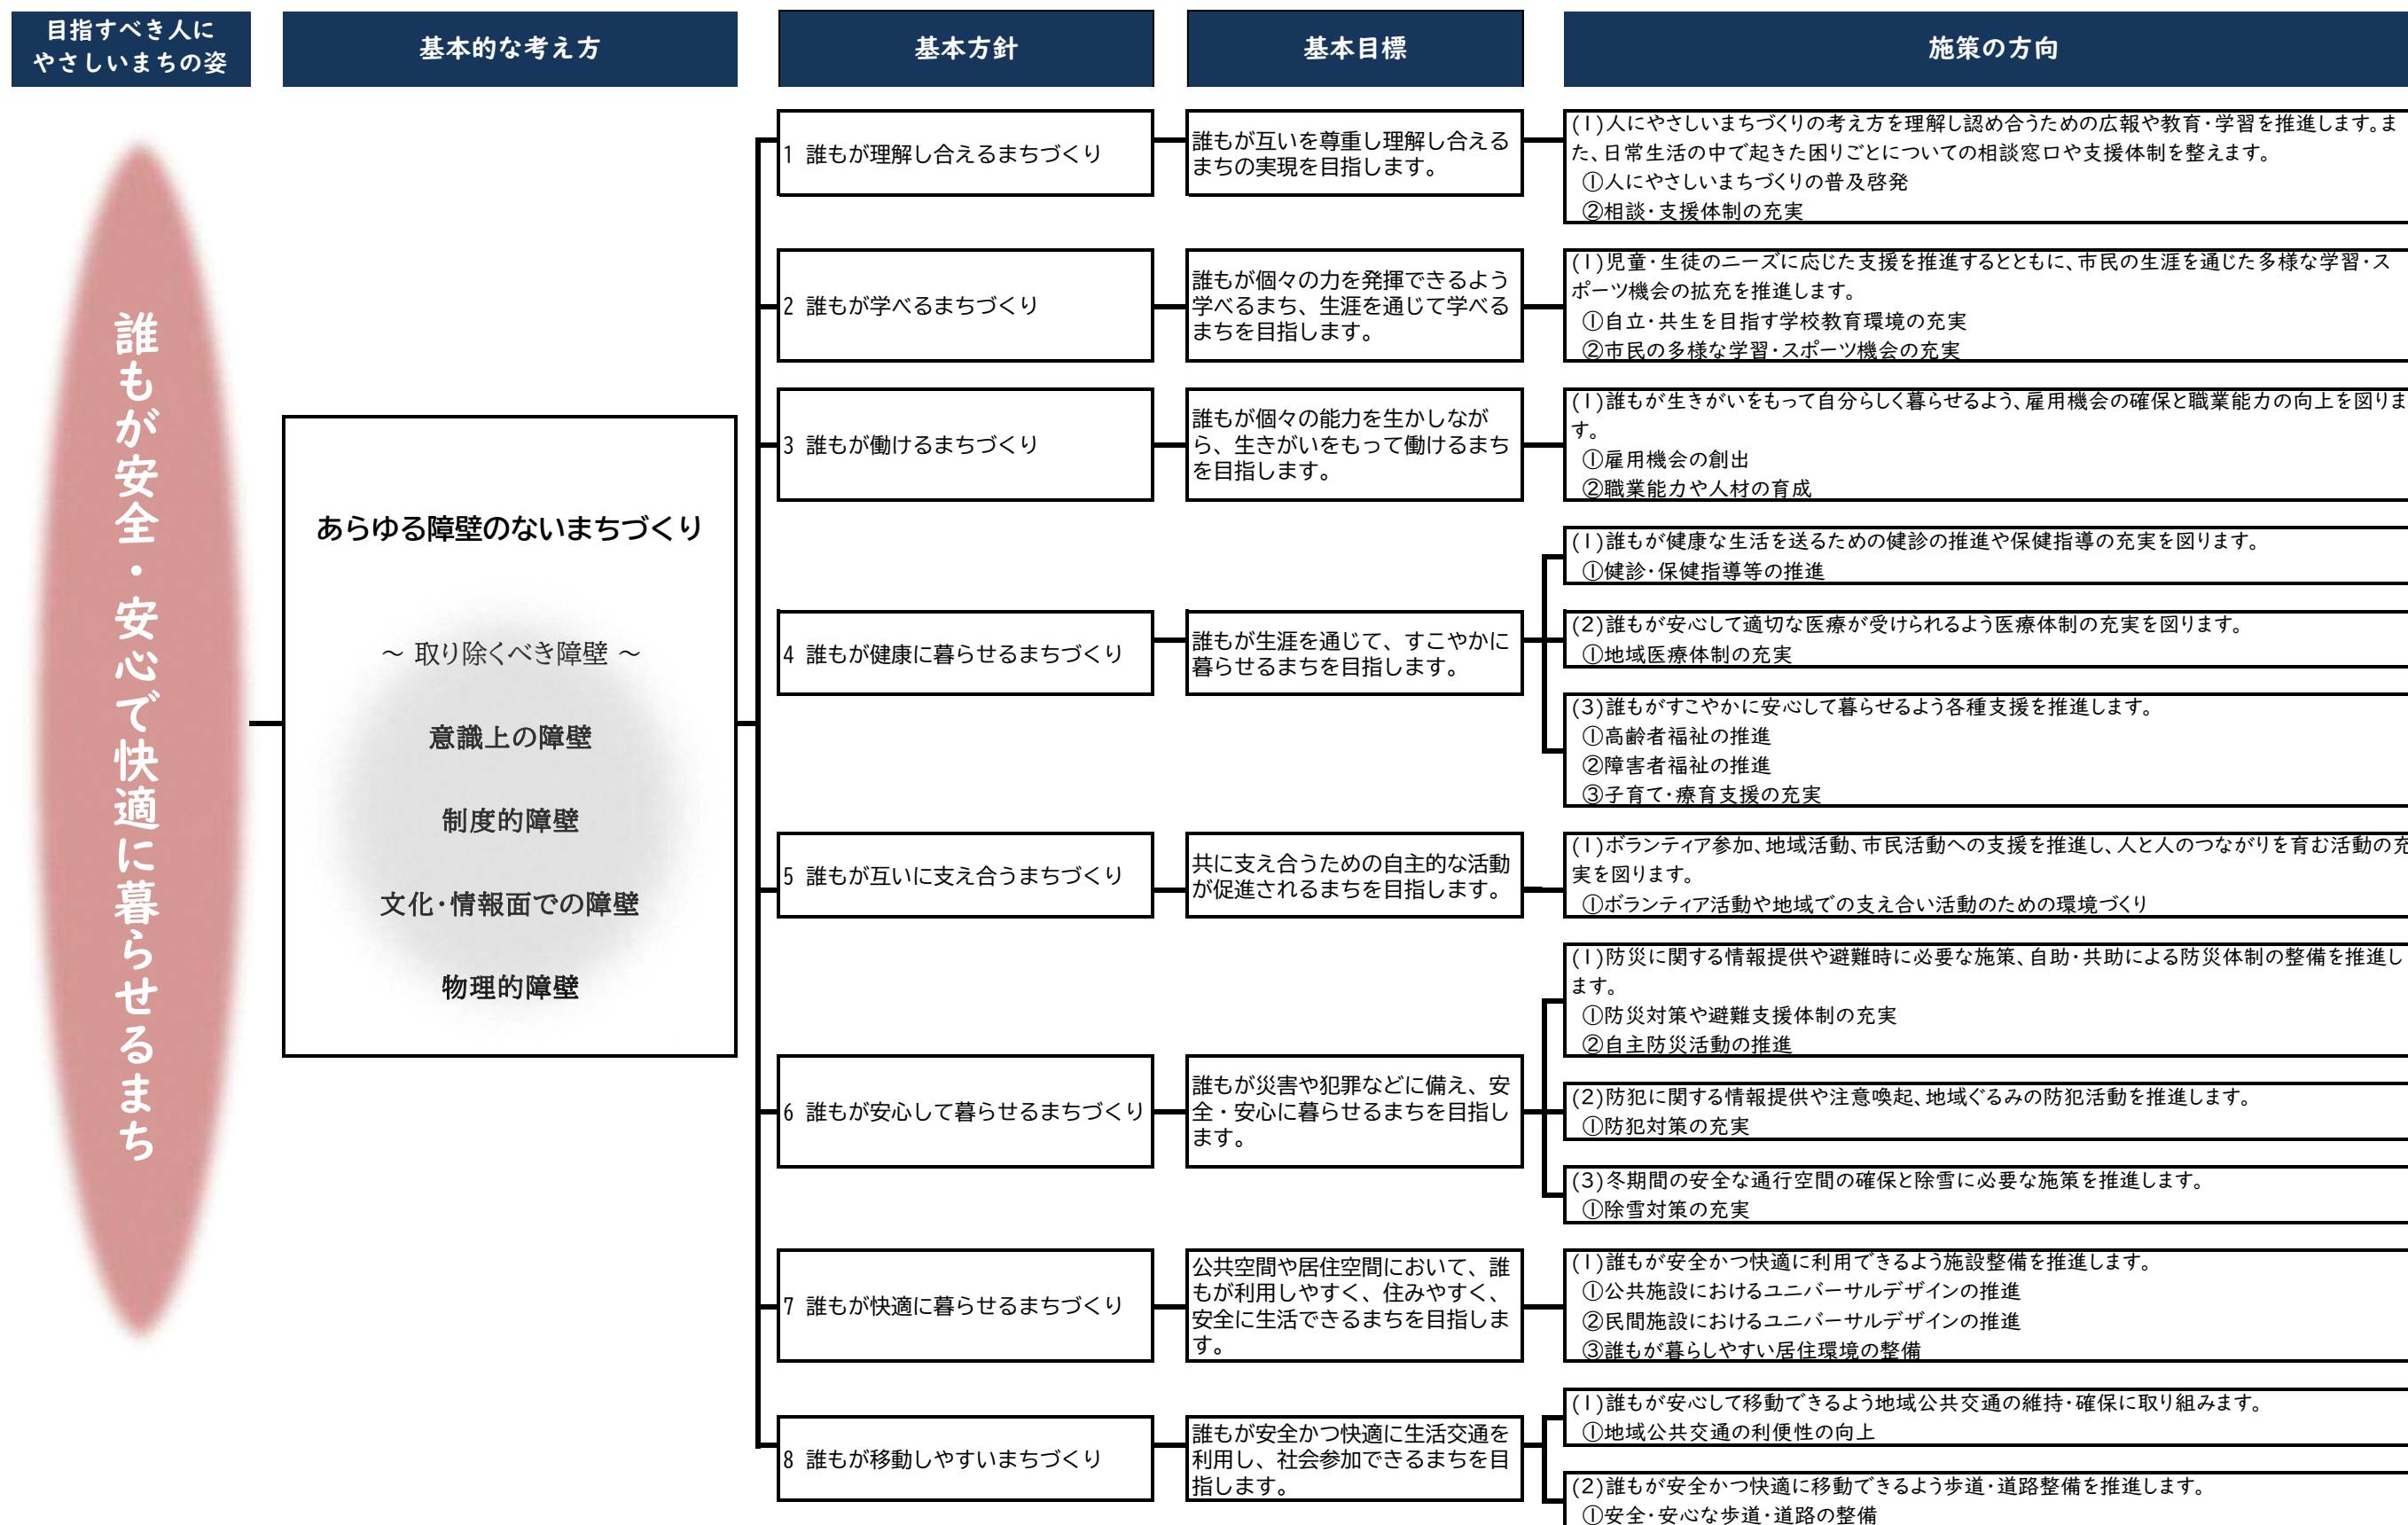 目指すべき人に
やさしいまちの姿
基本的な考え方
基本方針
基本目標
施策の方向
誰もが安全・安心で快適に暮らせるまち
あらゆる障壁のないまちづくり
～ 取り除くべき障壁 ～
意識上の障壁
制度的障壁
文化・情報面での障壁
物理的障壁
1 誰もが理解し合えるまちづくり
誰もが互いを尊重し理解し合える
まちの実現を目指します。
(1)人にやさしいまちづくりの考え方を理解し認め合うための広報や教育・学習を推進します。ま
た、日常生活の中で起きた困りごとについての相談窓口や支援体制を整えます。
①人にやさしいまちづくりの普及啓発
②相談・支援体制の充実
2 誰もが学べるまちづくり
誰もが個々の力を発揮できるよう
学べるまち、生涯を通じて学べる
まちを目指します。
(1)児童・生徒のニーズに応じた支援を推進するとともに、市民の生涯を通じた多様な学習・ス
ポーツ機会の拡充を推進します。
①自立・共生を目指す学校教育環境の充実
②市民の多様な学習・スポーツ機会の充実
3 誰もが働けるまちづくり
誰もが個々の能力を生かしなが
ら、生きがいをもって働けるまち
を目指します。
(1)誰もが生きがいをもって自分らしく暮らせるよう、雇用機会の確保と職業能力の向上を図りま
す。
①雇用機会の創出
②職業能力や人材の育成
4 誰もが健康に暮らせるまちづくり
誰もが生涯を通じて、すこやかに
暮らせるまちを目指します。
(1)誰もが健康な生活を送るための健診の推進や保健指導の充実を図ります。
①健診・保健指導等の推進
(2)誰もが安心して適切な医療が受けられるよう医療体制の充実を図ります。
①地域医療体制の充実
(3)誰もがすこやかに安心して暮らせるよう各種支援を推進します。
①高齢者福祉の推進
②障害者福祉の推進
③子育て・療育支援の充実
5 誰もが互いに支え合うまちづくり
共に支え合うための自主的な活動
が促進されるまちを目指します。
(1)ボランティア参加、地域活動、市民活動への支援を推進し、人と人のつながりを育む活動の充
実を図ります。
①ボランティア活動や地域での支え合い活動のための環境づくり
6 誰もが安心して暮らせるまちづくり
誰もが災害や犯罪などに備え、安
全・安心に暮らせるまちを目指し
ます。
(1)防災に関する情報提供や避難時に必要な施策、自助・共助による防災体制の整備を推進し
ます。
①防災対策や避難支援体制の充実
②自主防災活動の推進
(2)防犯に関する情報提供や注意喚起、地域ぐるみの防犯活動を推進します。
①防犯対策の充実
(3)冬期間の安全な通行空間の確保と除雪に必要な施策を推進します。
①除雪対策の充実
7 誰もが快適に暮らせるまちづくり
公共空間や居住空間において、誰
もが利用しやすく、住みやすく、
安全に生活できるまちを目指しま
す。
(1)誰もが安全かつ快適に利用できるよう施設整備を推進します。
①公共施設におけるユニバーサルデザインの推進
②民間施設におけるユニバーサルデザインの推進
③誰もが暮らしやすい居住環境の整備
8 誰もが移動しやすいまちづくり
誰もが安全かつ快適に生活交通を
利用し、社会参加できるまちを目
指します。
(1)誰もが安心して移動できるよう地域公共交通の維持・確保に取り組みます。
①地域公共交通の利便性の向上
(2)誰もが安全かつ快適に移動できるよう歩道・道路整備を推進します。
①安全・安心な歩道・道路の整備